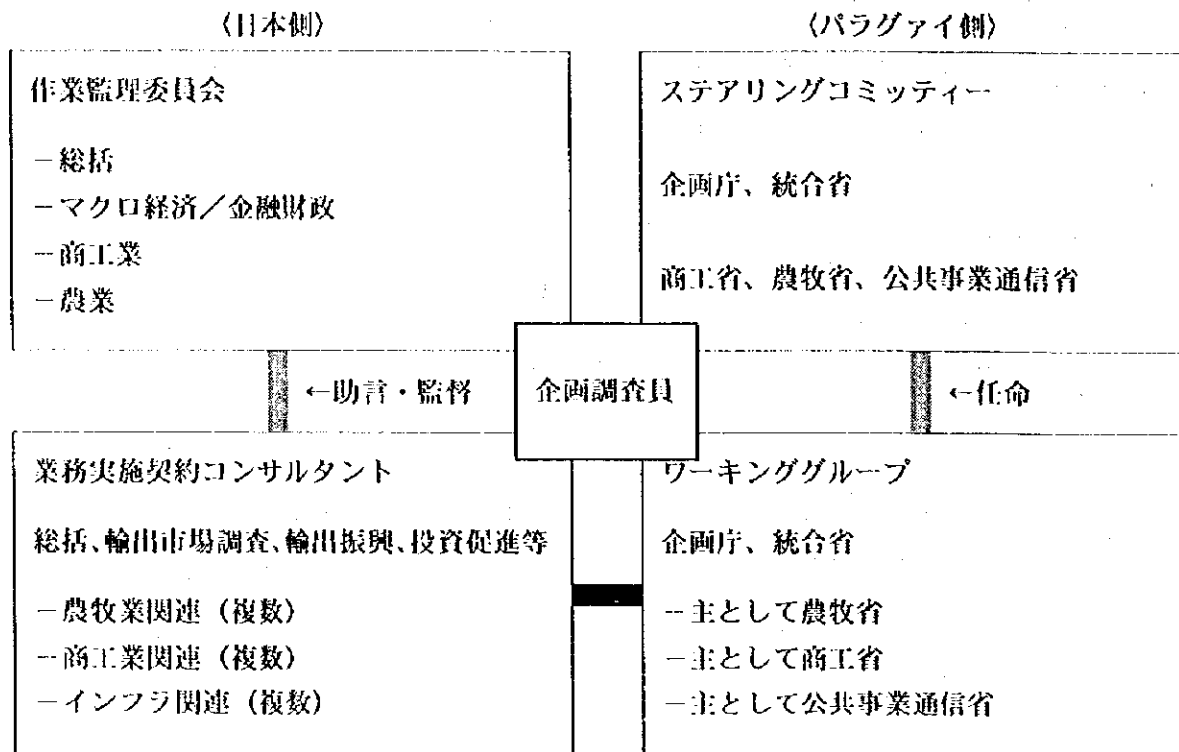 〈日本側〉
作業監理委員会
－総括
－マクロ経済／金融財政
－商工業
－農業
〈パラグァイ側〉
ステアリングコミッティー
企画庁、統合省
商工省、農牧省、公共事業通信省
←助言・監督
企画調査員
←任命
業務実施契約コンサルタント
総括、輸出市場調査、輸出振興、投資促進等
－農牧業関連（複数）
－商工業関連（複数）
－インフラ関連（複数）
ワーキンググループ
企画庁、統合省
－主として農牧省
－主として商工省
－主として公共事業通信省